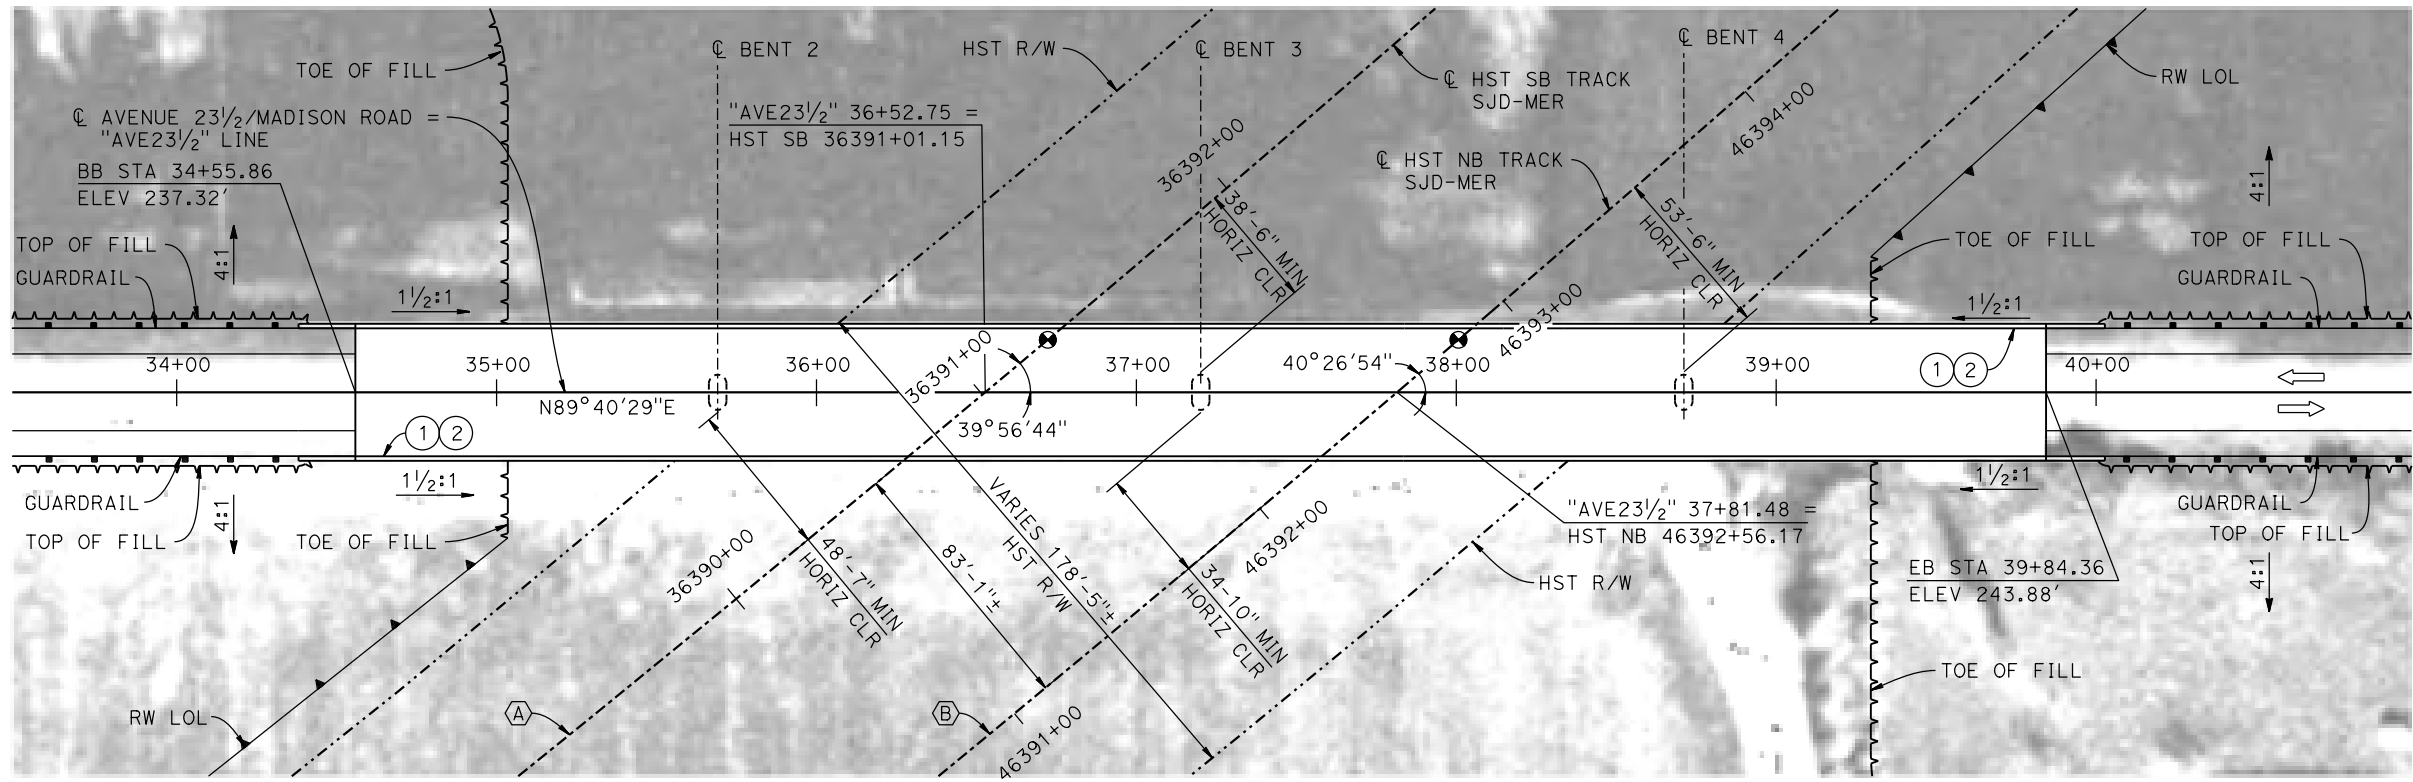 ℄ BENT 2
HST R/W
℄ BENT 3
℄ BENT 4
TOE OF FILL
℄ HST SB TRACK
SJD-MER
RW LOL
℄ AVENUE 23½/MADISON ROAD =
"AVE23½" LINE
"AVE23½" 36+52.75 =
HST SB 36391+01.15
36392+00
46394+00
℄ HST NB TRACK
SJD-MER
BB STA 34+55.86
ELEV 237.32'
38'-6" MIN
HORIZ CLR
53'-6" MIN
HORIZ CLR
4:1
4:1
TOP OF FILL
GUARDRAIL
TOE OF FILL
TOP OF FILL
GUARDRAIL
1½:1
46393+00
1½:1
34+00
35+00
36+00
36391+00
37+00
40°26'54"
38+00
39+00
40+00
1 2
N89°40'29"E
39°56'44"
1 2
1½:1
1½:1
GUARDRAIL
4:1
TOP OF FILL
TOE OF FILL
36390+00
48'-7" MIN
HORIZ CLR
83'-1"±
VARIES 178'-5"±
HST R/W
34-10" MIN
HORIZ CLR
46392+00
"AVE23½" 37+81.48 =
HST NB 46392+56.17
HST R/W
GUARDRAIL
TOP OF FILL
EB STA 39+84.36
ELEV 243.88'
4:1
TOE OF FILL
RW LOL
A
B
46391+00